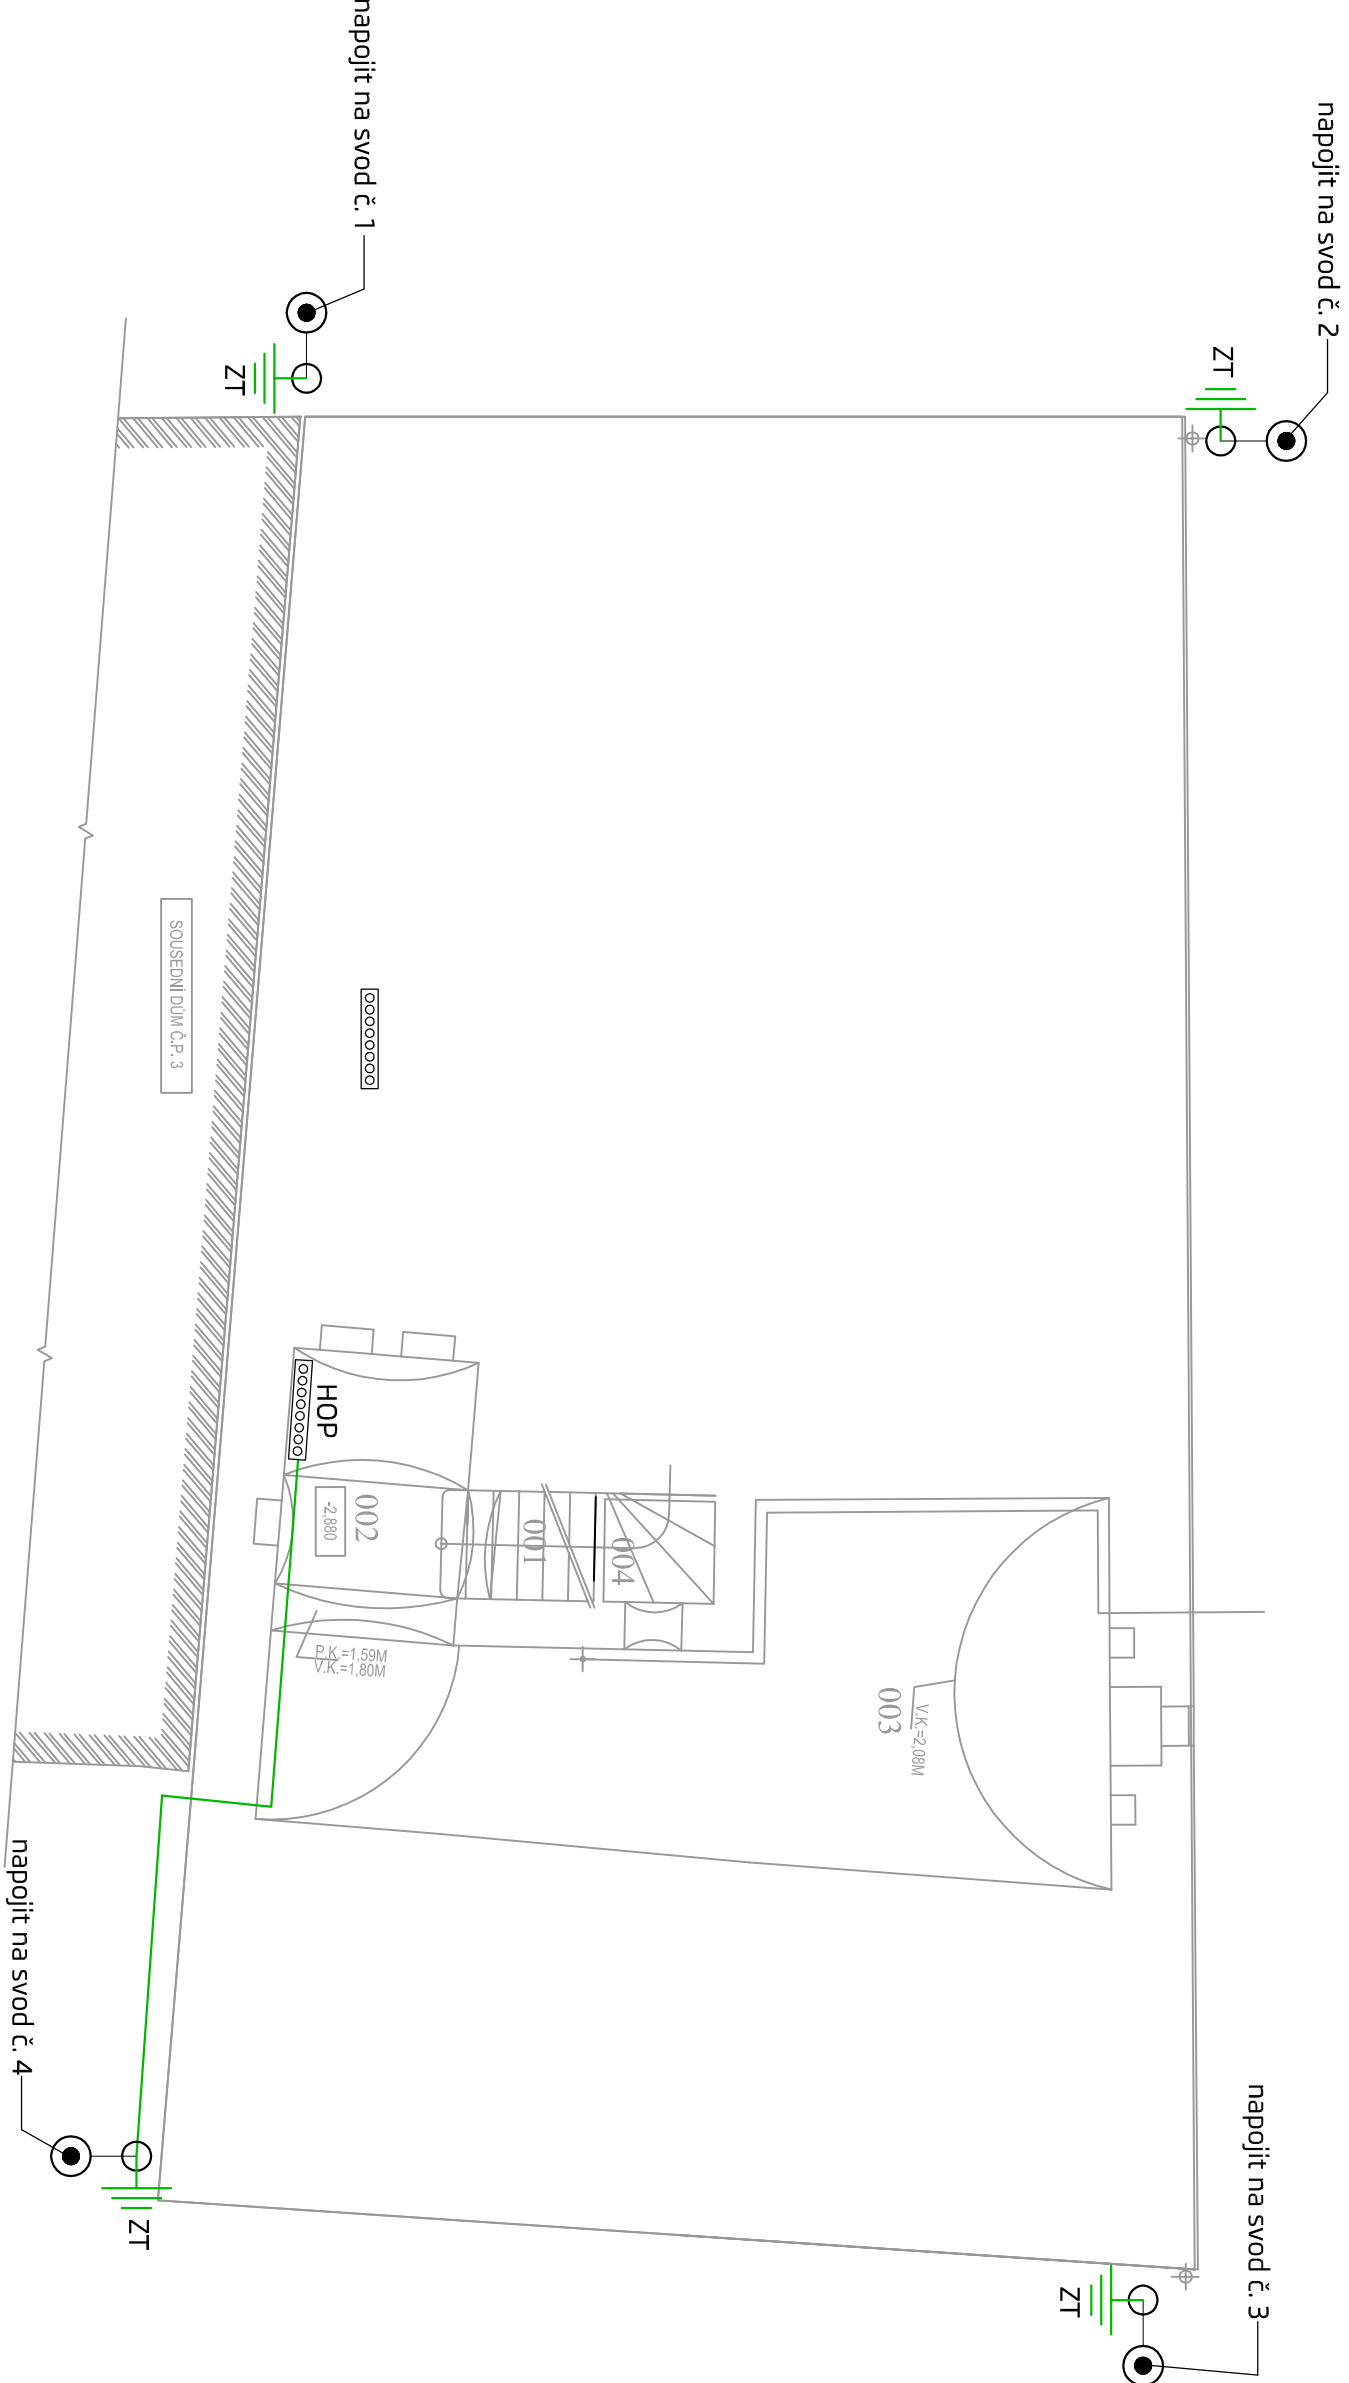 napojit na svod č. 1
napojit na svod č. 2
ZT
ZT
SOUSEDNÍ DŮM Č.P. 3
HOP
002
-2,880
001
004
P.K.=1,59M
V.K.=1,80M
003
V.K.=2,08M
napojit na svod č. 4
ZT
napojit na svod č. 3
ZT